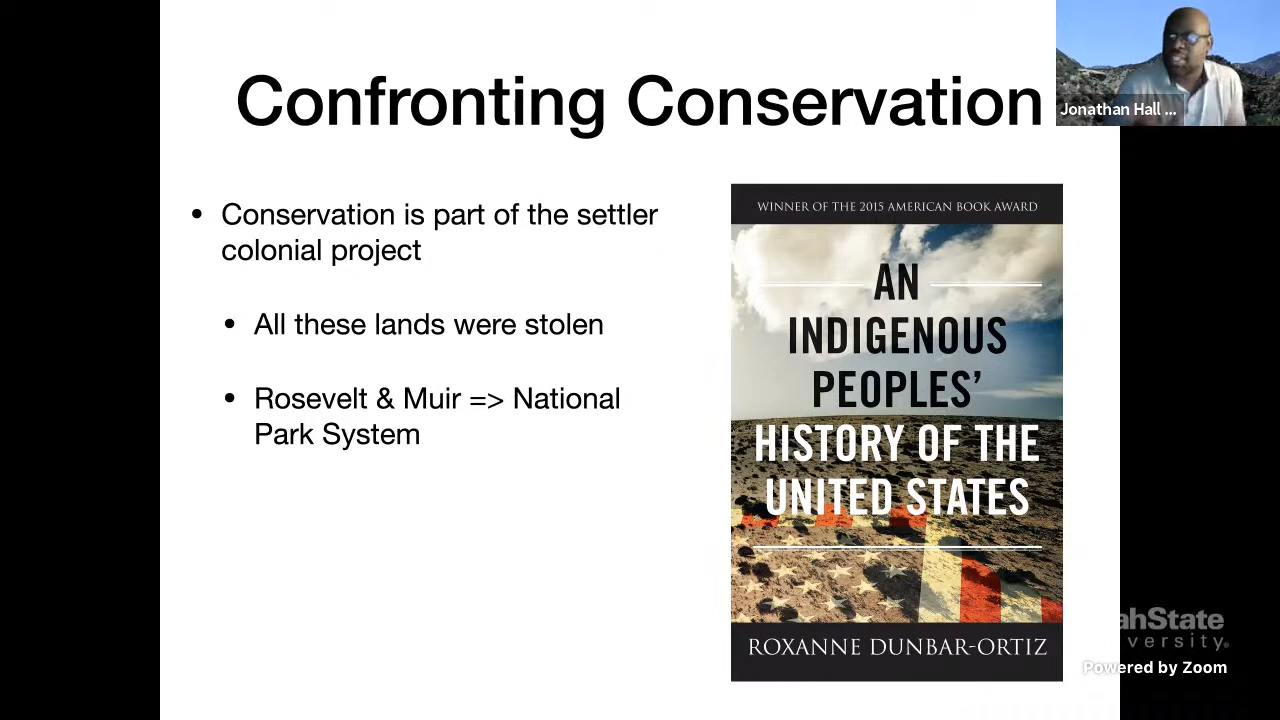 Confronting Conservation
Jonathan Hall ...
• Conservation is part of the settler
colonial project
• All these lands were stolen
• Rosevelt & Muir => National
Park System
WINNER OF THE 2015 AMERICAN BOOK AWARD
AN
INDIGENOUS
PEOPLES’
HISTORY OF THE
UNITED STATES
ROXANNE DUNBAR-ORTIZ
ahState
versity
Powered by Zoom